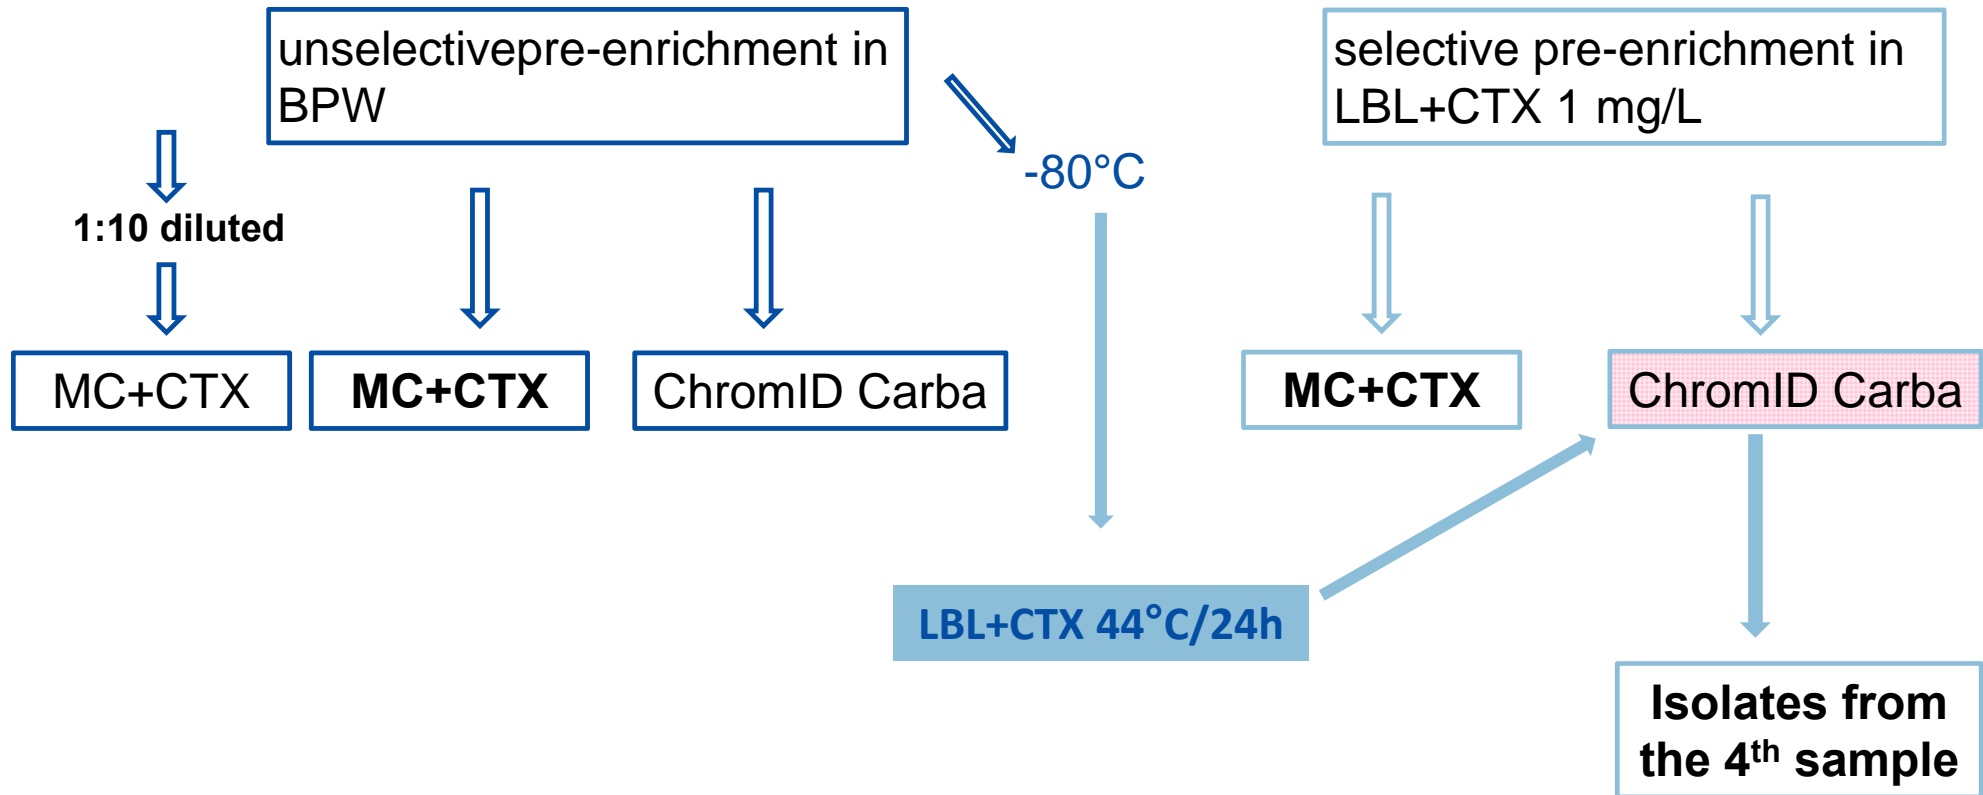 unselectivepre-enrichment in
BPW
selective pre-enrichment in
LBL+CTX 1 mg/L
-80°C
1:10 diluted
MC+CTX
MC+CTX
ChromID Carba
MC+CTX
ChromID Carba
LBL+CTX 44°C/24h
Isolates from
the 4th sample